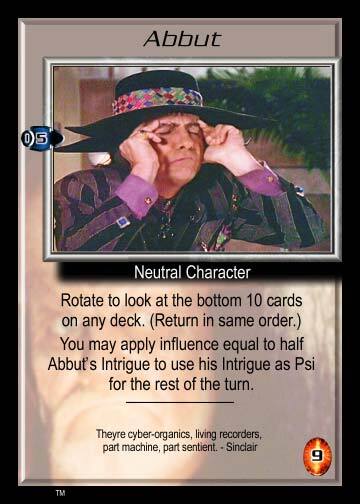 Abbut
5
Neutral Character
Rotate to look at the bottom 10 cards
on any deck. (Return in same order.)
You may apply influence equal to half
Abbut's Intrigue to use his Intrigue as Psi
for the rest of the turn.
Theyre cyber-organics, living recorders,
part machine, part sentient. - Sinclair
9
TM